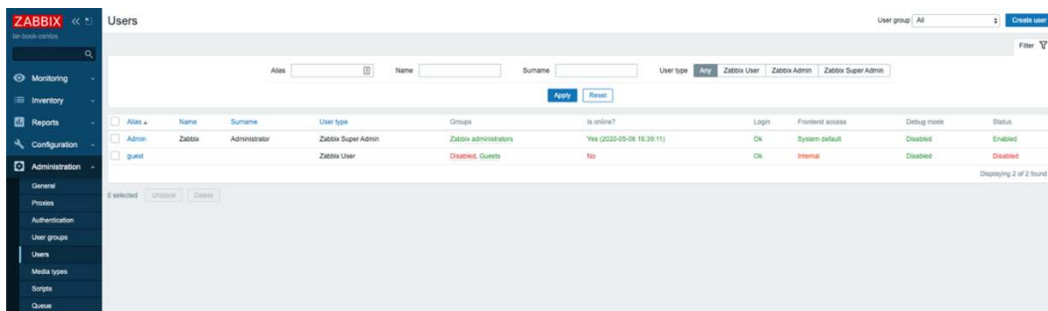 ZABBIX
Users
User group All
Create user
lar-book-centos
Filter
Monitoring
Inventory
Reports
Configuration
Administration
General
Proxies
Authentication
User groups
Users
Media types
Scripts
Queue
Alias Name Surname User type Any Zabbix User Zabbix Admin Zabbix Super Admin
Apply Reset
Alias Name Surname User type Groups Is online? Login Frontend access Debug mode Status
Admin Zabbix Administrator Zabbix Super Admin Zabbix administrators Yes (2020-05-06 16:39:11) Ok System default Disabled Enabled
guest Zabbix User Disabled, Guests No Ok Internal Disabled Disabled
Displaying 2 of 2 found
0 selected Unblock Delete